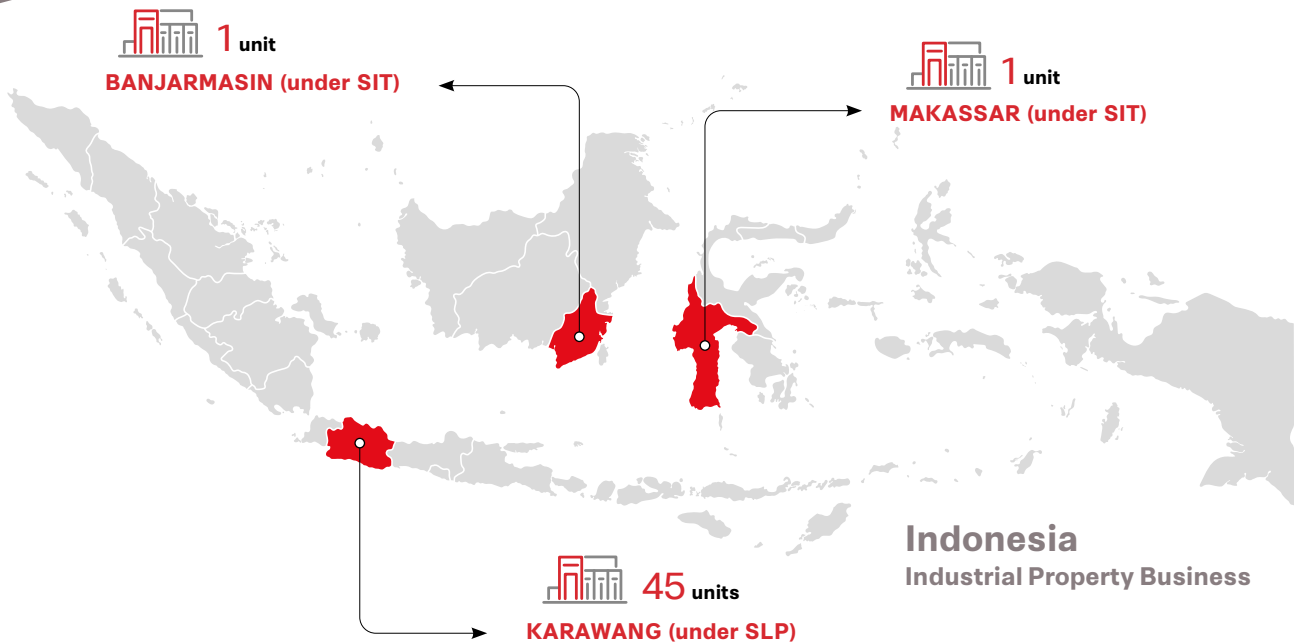 1 unit
BANJARMASIN (under SIT)
1 unit
MAKASSAR (under SIT)
45 units
KARAWANG (under SLP)
Indonesia
Industrial Property Business